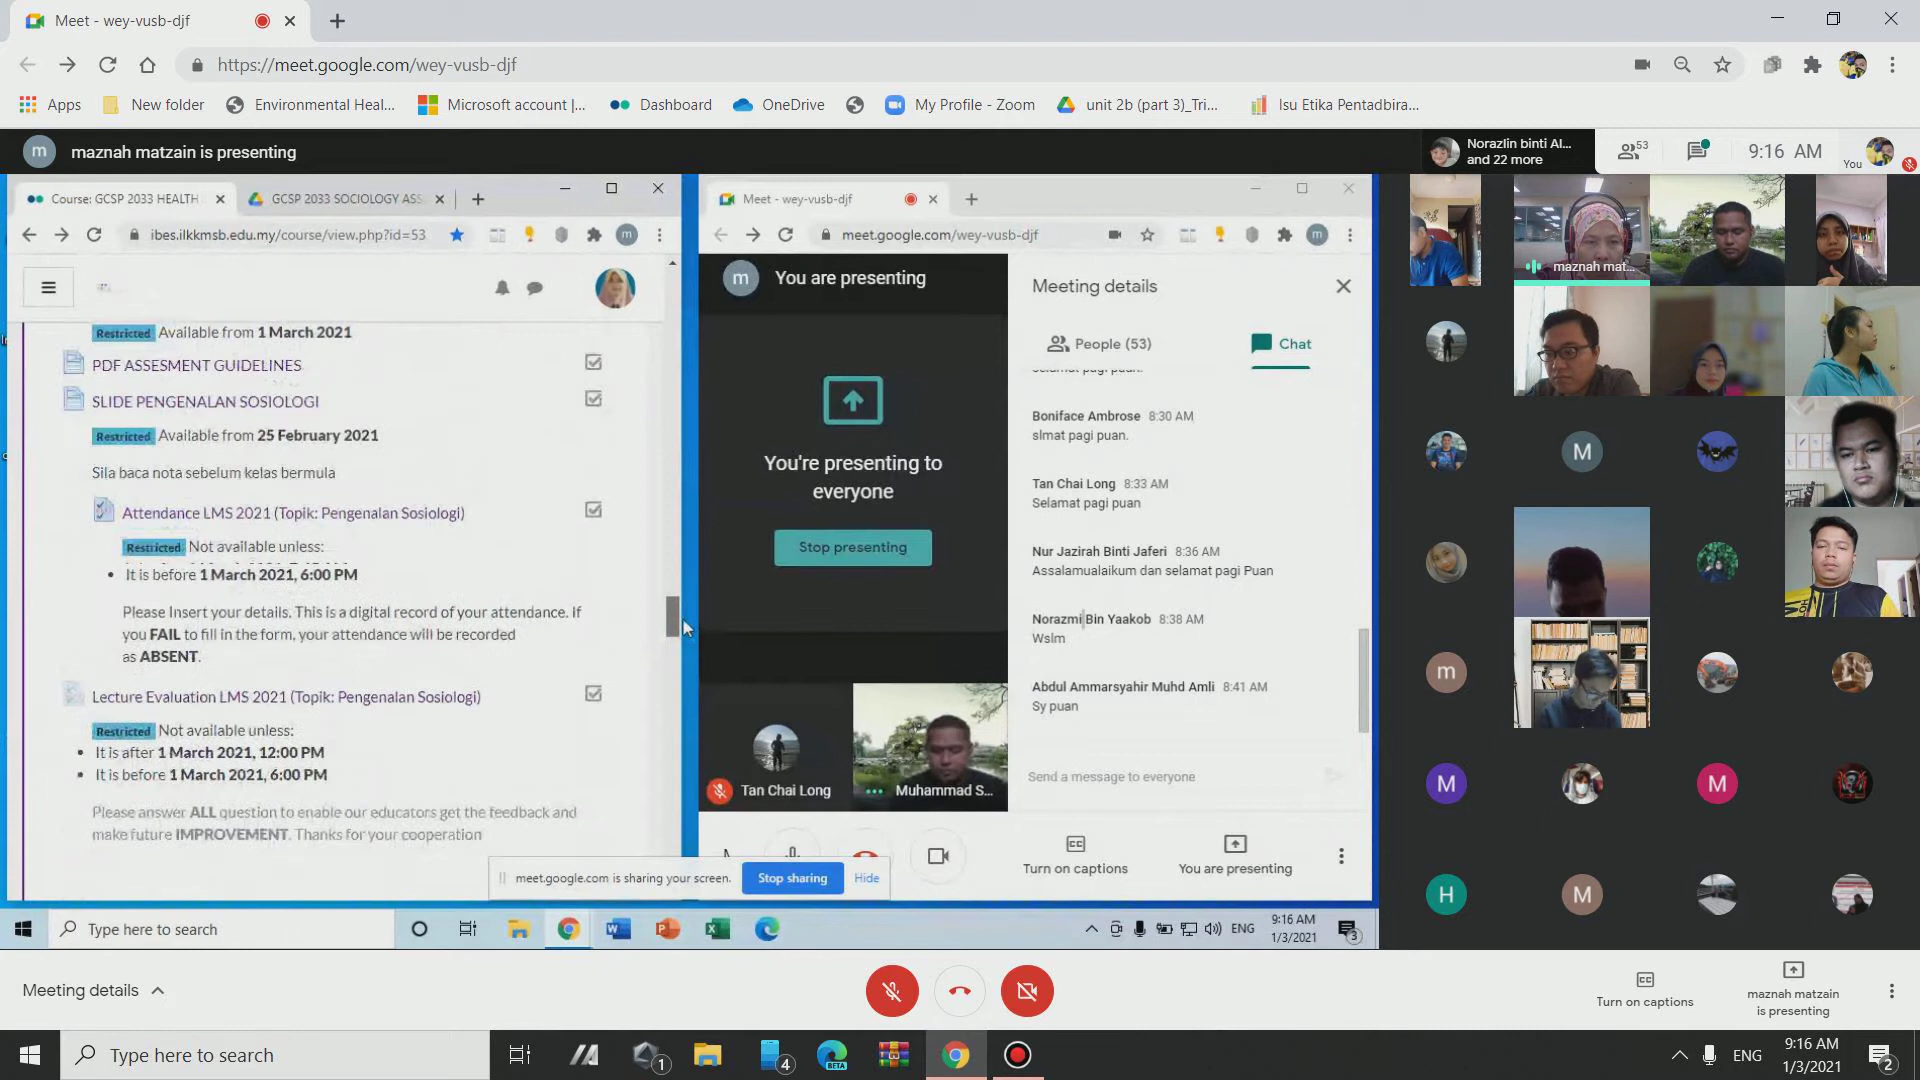 Meet - wey-vusb-djf
https://meet.google.com/wey-vusb-djf
Apps
New folder
Environmental Heal...
Microsoft account |...
Dashboard
OneDrive
My Profile - Zoom
unit 2b (part 3)_Tri...
Isu Etika Pentadbira...
m
maznah matzain is presenting
Norazlin binti Al...
and 22 more
53
9:16 AM
You
Course: GCSP 2033 HEALTH
GCSP 2033 SOCIOLOGY ASS
ibes.ilkkmsb.edu.my/course/view.php?id=53
m
Restricted Available from 1 March 2021
PDF ASSESMENT GUIDELINES
SLIDE PENGENALAN SOSIOLOGI
Restricted Available from 25 February 2021
Sila baca nota sebelum kelas bermula
Attendance LMS 2021 (Topik: Pengenalan Sosiologi)
Restricted Not available unless:
It is before 1 March 2021, 6:00 PM
Please Insert your details. This is a digital record of your attendance. If
you FAIL to fill in the form, your attendance will be recorded
as ABSENT.
Lecture Evaluation LMS 2021 (Topik: Pengenalan Sosiologi)
Restricted Not available unless:
It is after 1 March 2021, 12:00 PM
It is before 1 March 2021, 6:00 PM
Please answer ALL question to enable our educators get the feedback and
make future IMPROVEMENT. Thanks for your cooperation
Meet - wey-vusb-djf
meet.google.com/wey-vusb-djf
m
m
You are presenting
You're presenting to
everyone
Stop presenting
Tan Chai Long
Muhammad S...
Meeting details
People (53)
Chat
Selamat pagi puan.
Boniface Ambrose 8:30 AM
slmat pagi puan.
Tan Chai Long 8:33 AM
Selamat pagi puan
Nur Jazirah Binti Jaferi 8:36 AM
Assalamualaikum dan selamat pagi Puan
Norazmi Bin Yaakob 8:38 AM
Wslm
Abdul Ammarsyahir Muhd Amli 8:41 AM
Sy puan
Send a message to everyone
Turn on captions
You are presenting
meet.google.com is sharing your screen.
Stop sharing
Hide
Type here to search
ENG
9:16 AM
1/3/2021
3
maznah mat...
M
m
M
M
H
M
Meeting details
Turn on captions
maznah matzain
is presenting
Type here to search
1
4
BETA
ENG
9:16 AM
1/3/2021
2